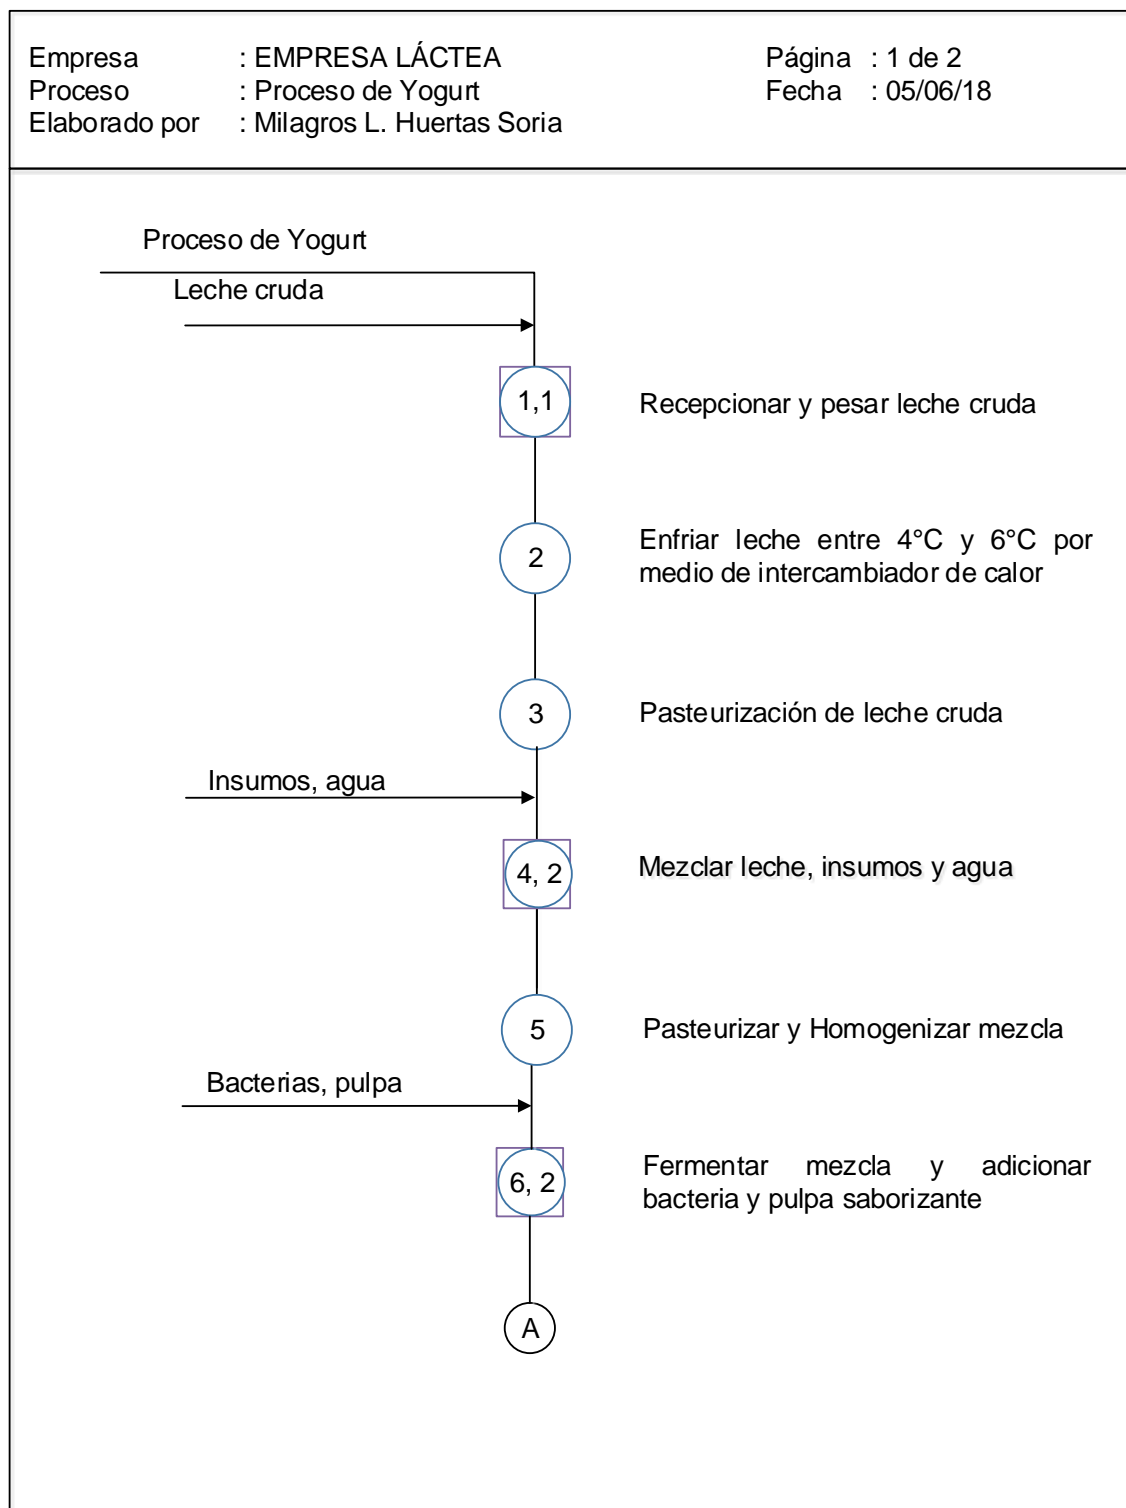 Empresa : EMPRESA LÁCTEA Página : 1 de 2
Proceso : Proceso de Yogurt Fecha : 05/06/18
Elaborado por : Milagros L. Huertas Soria
Proceso de Yogurt
Leche cruda
1,1 Recepcionar y pesar leche cruda
2 Enfriar leche entre 4°C y 6°C por
medio de intercambiador de calor
3 Pasteurización de leche cruda
Insumos, agua
4, 2 Mezclar leche, insumos y agua
5 Pasteurizar y Homogenizar mezcla
Bacterias, pulpa
6, 2 Fermentar mezcla y adicionar
bacteria y pulpa saborizante
A